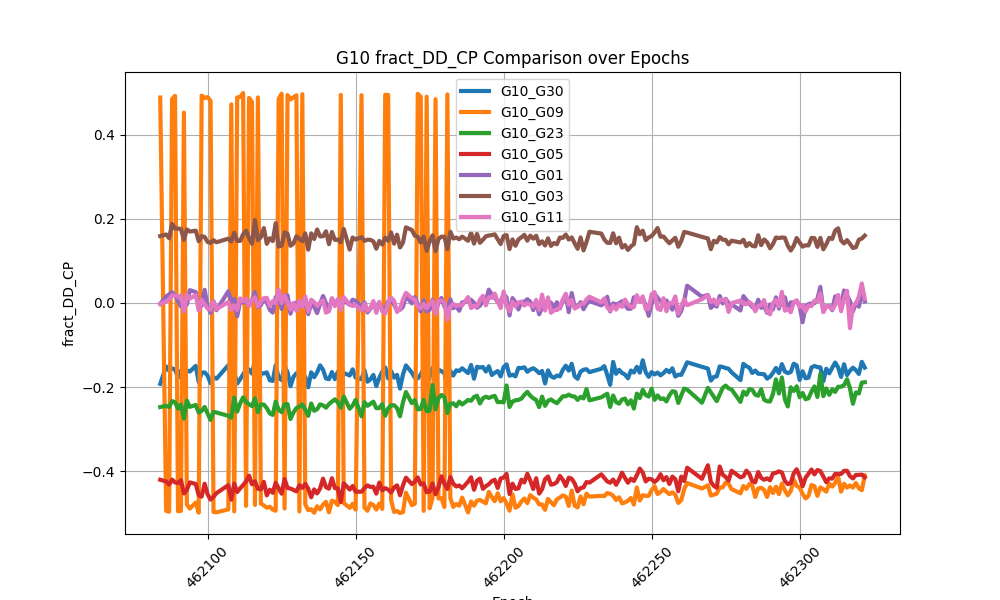 G10 fract_DD_CP Comparison over Epochs
G10_G30
G10_G09
G10_G23
G10_G05
G10_G01
G10_G03
G10_G11
fract_DD_CP
0.4
0.2
0.0
−0.2
−0.4
462100
462150
462200
462250
462300
Epoch